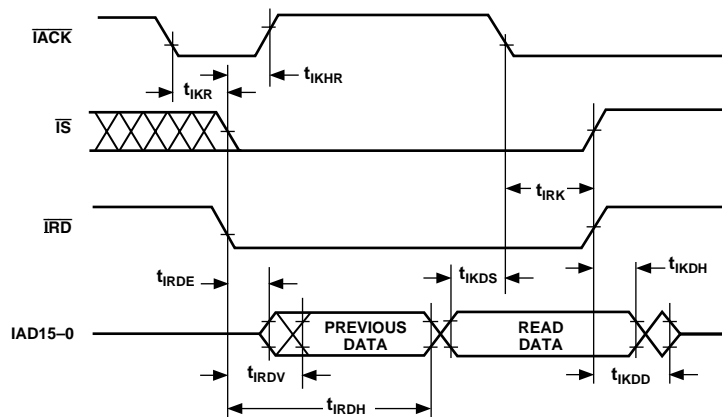 IACK
tIKR
tIKHR
IS
tIRK
IRD
tIRDE
tIKDS
tIKDH
IAD15–0
PREVIOUS
DATA
READ
DATA
tIRDV
tIKDD
tIRDH